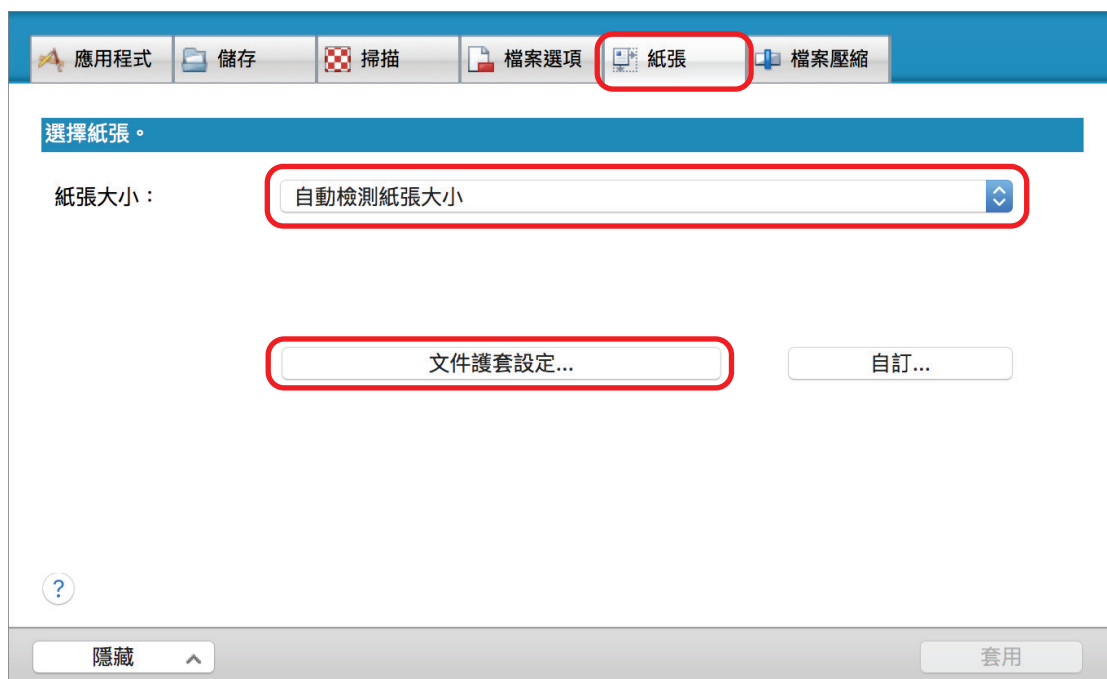 應用程式 儲存 掃描 檔案選項 紙張 檔案壓縮
選擇紙張。
紙張大小： 自動檢測紙張大小
文件護套設定... 自訂...
?
隱藏 套用